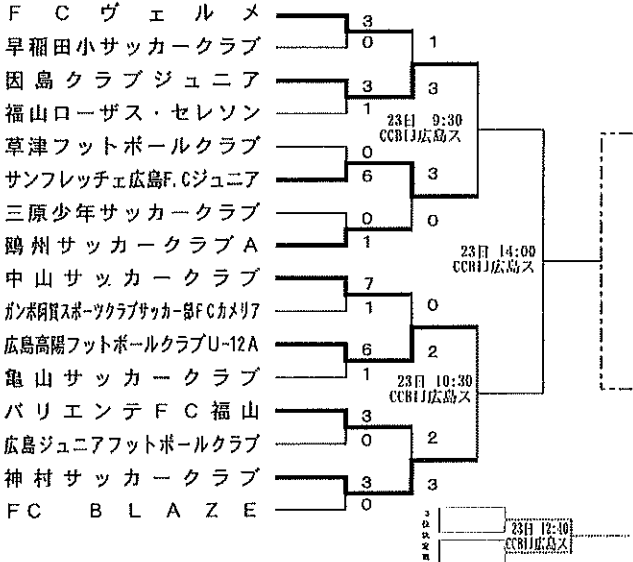 FCヴェルメ
3
0
早稲田小サッカークラブ
1
因島クラブジュニア
3
3
1
福山ローザス・セレソン
23日 9:30
CCBIJ広島ス
草津フットボールクラブ
0
6
サンフレッチェ広島F.Cジュニア
3
三原少年サッカークラブ
0
0
1
鷗州サッカークラブA
23日 14:00
CCBIJ広島ス
中山サッカークラブ
7
1
ガンボ阿賀スポーツクラブサッカー部FCカメリア
0
広島高陽フットボールクラブU-12A
6
2
1
亀山サッカークラブ
23日 10:30
CCBIJ広島ス
バリエンテFC福山
3
0
広島ジュニアフットボールクラブ
2
神村サッカークラブ
3
3
0
FC BLAZE
3位決定戦
23日 12:40
CCBIJ広島ス